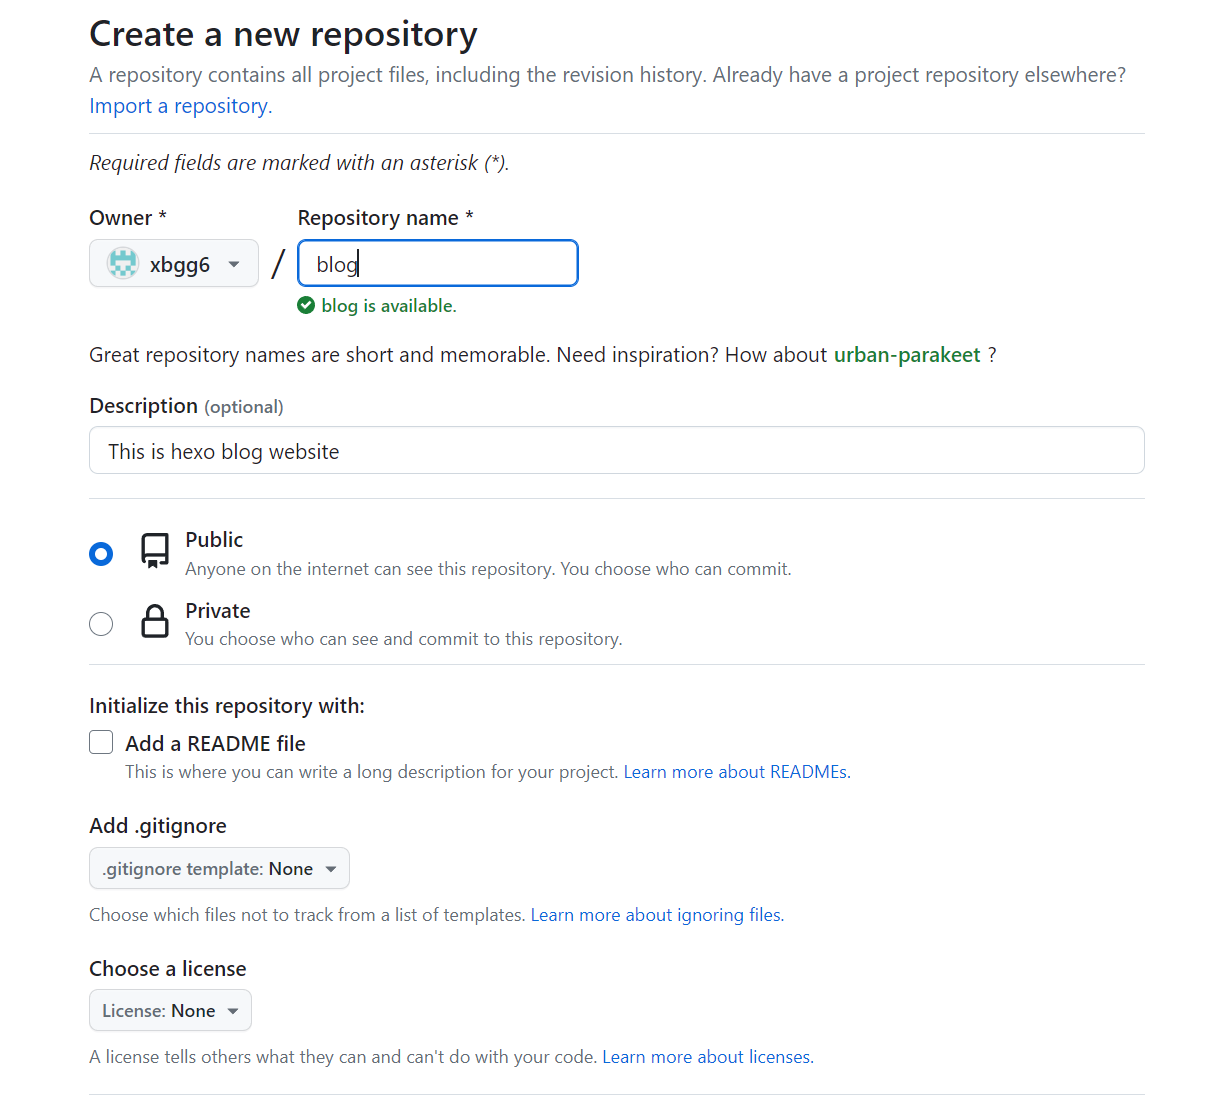 Create a new repository
A repository contains all project files, including the revision history. Already have a project repository elsewhere?
Import a repository.
Required fields are marked with an asterisk (*).
Owner * Repository name *
xbgg6 / blog
blog is available.
Great repository names are short and memorable. Need inspiration? How about urban-parakeet ?
Description (optional)
This is hexo blog website
Public
Anyone on the internet can see this repository. You choose who can commit.
Private
You choose who can see and commit to this repository.
Initialize this repository with:
Add a README file
This is where you can write a long description for your project. Learn more about READMEs.
Add .gitignore
.gitignore template: None
Choose which files not to track from a list of templates. Learn more about ignoring files.
Choose a license
License: None
A license tells others what they can and can't do with your code. Learn more about licenses.